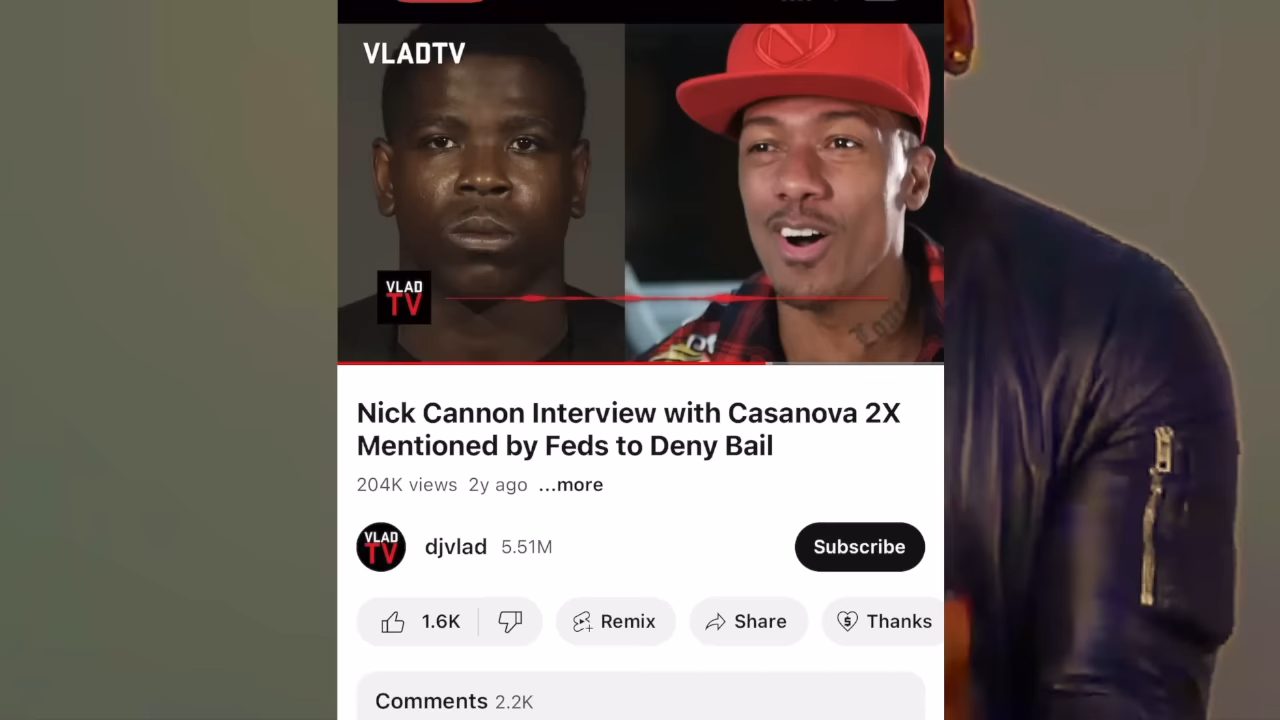 VLADTV
VLAD
TV
Nick Cannon Interview with Casanova 2X
Mentioned by Feds to Deny Bail
204K views 2y ago ...more
VLAD
TV
djvlad 5.51M
Subscribe
1.6K
Remix
Share
Thanks
Comments 2.2K